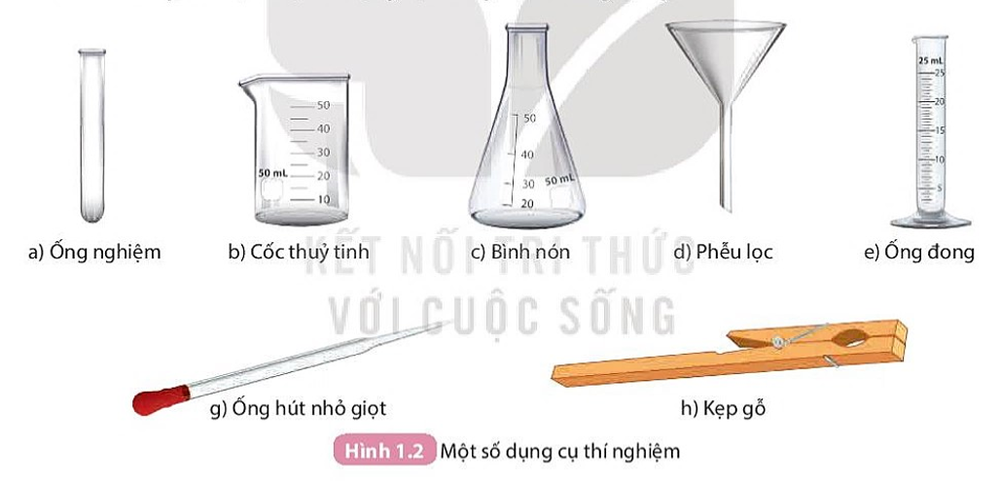 50
40
30
50 mL
20
10
50
40
30
50 mL
20
25 mL
25
20
15
10
5
a) Ống nghiệm
b) Cốc thuỷ tinh
c) Bình nón
d) Phễu lọc
e) Ống đong
KẾT NỐI TRI THỨC
VỚI CUỘC SỐNG
g) Ống hút nhỏ giọt
h) Kẹp gỗ
Hình 1.2 Một số dụng cụ thí nghiệm